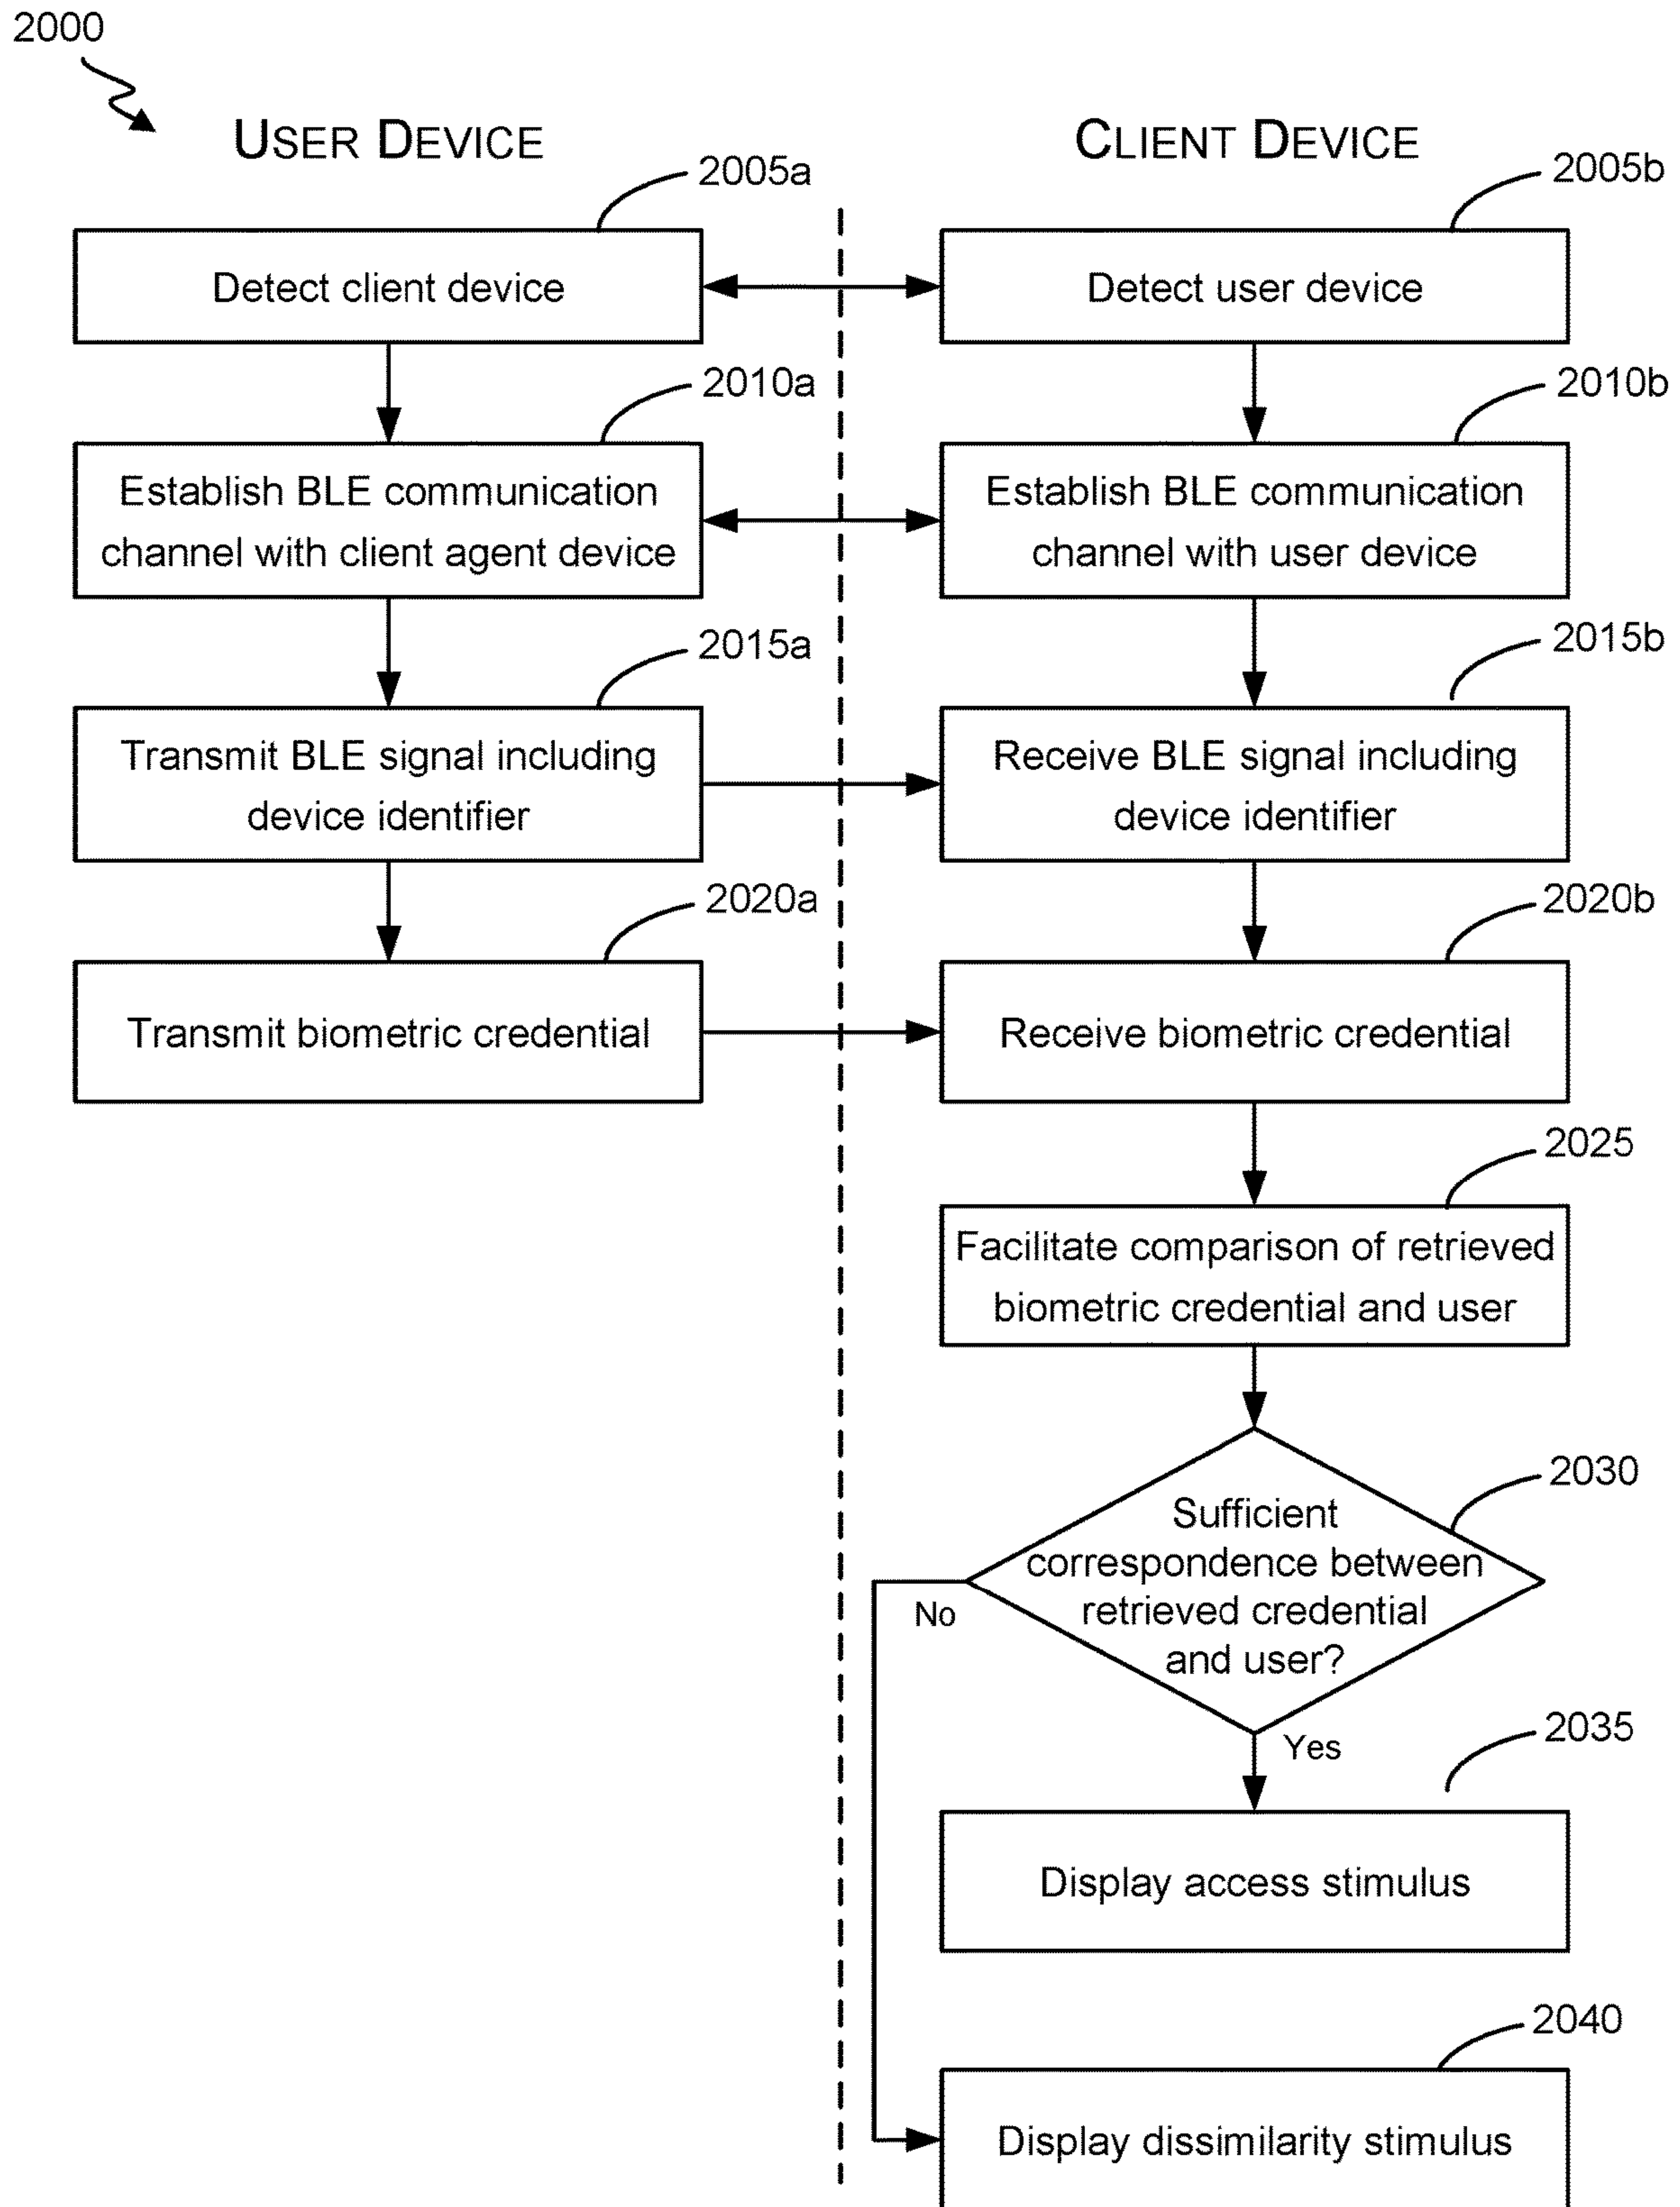 2000
USER DEVICE
CLIENT DEVICE
2005a
2005b
Detect client device
Detect user device
2010a
2010b
Establish BLE communication
channel with client agent device
Establish BLE communication
channel with user device
2015a
2015b
Transmit BLE signal including
device identifier
Receive BLE signal including
device identifier
2020a
2020b
Transmit biometric credential
Receive biometric credential
2025
Facilitate comparison of retrieved
biometric credential and user
2030
Sufficient
correspondence between
retrieved credential
and user?
No
Yes
2035
Display access stimulus
2040
Display dissimilarity stimulus